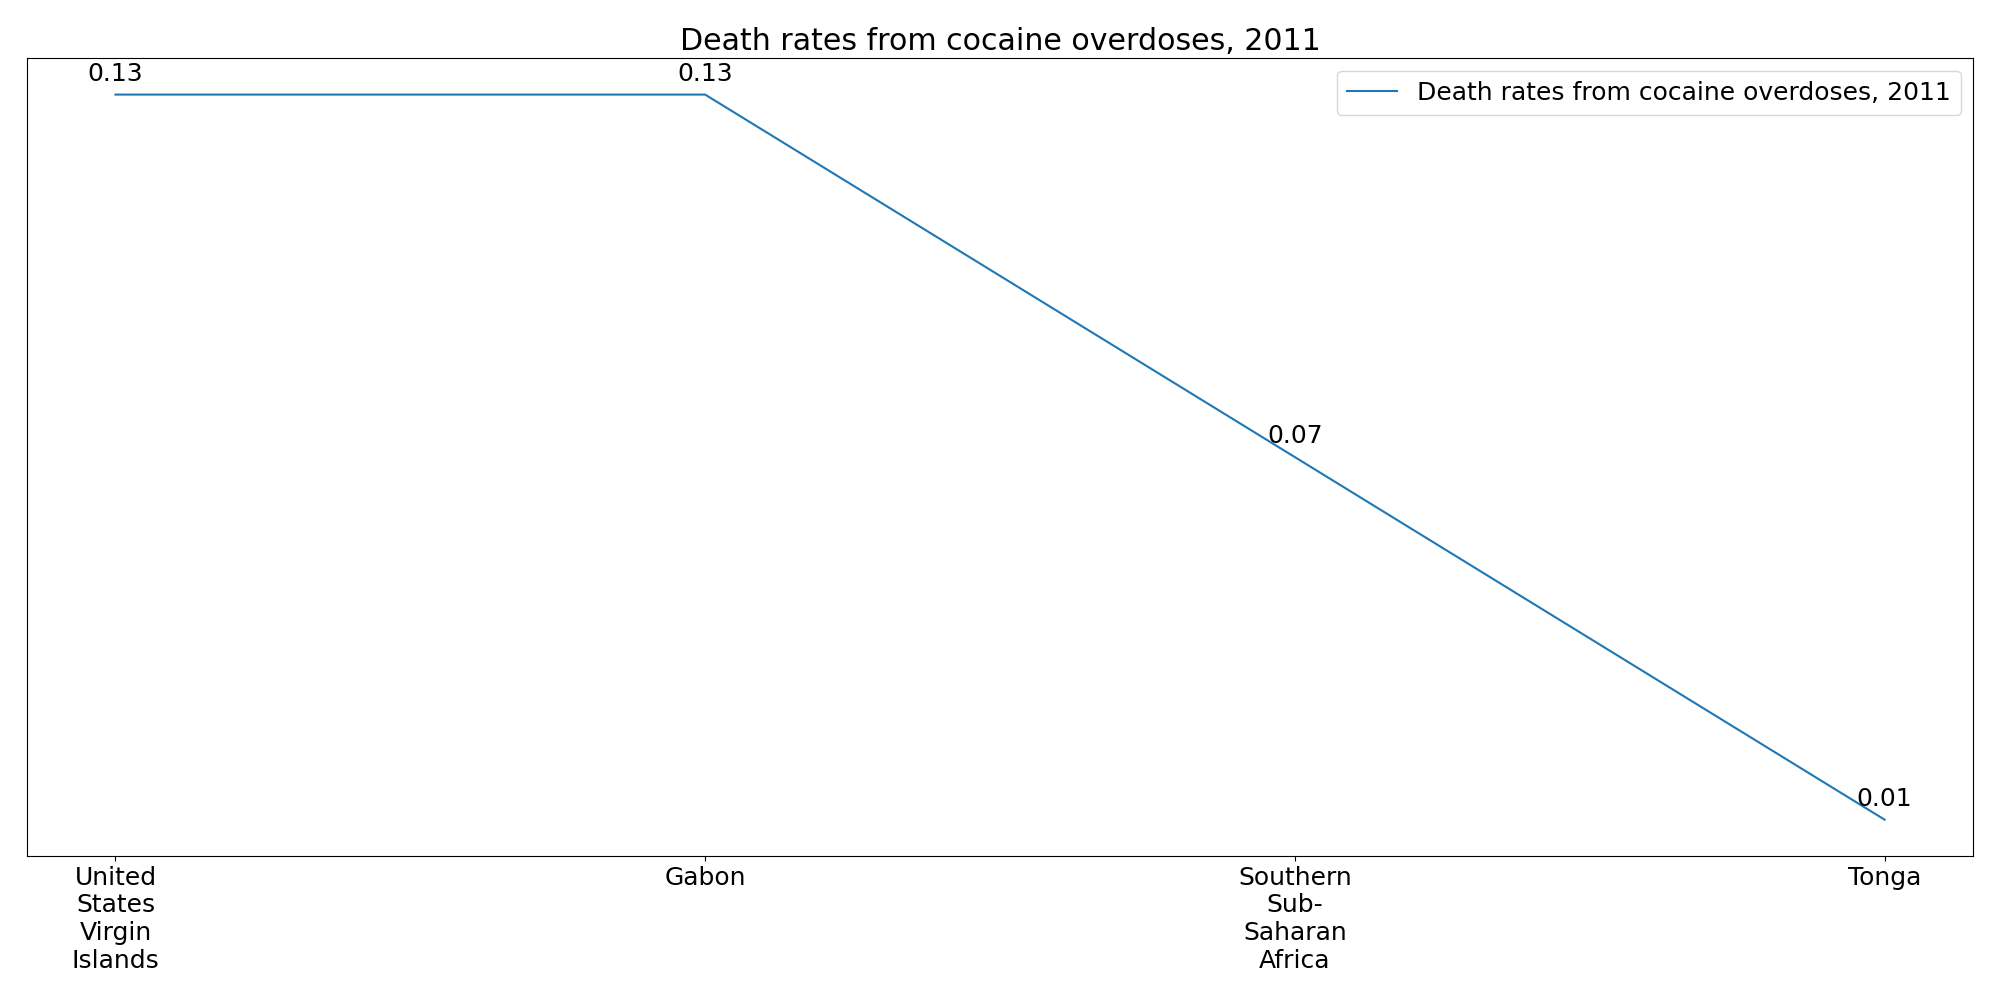 Death rates from cocaine overdoses, 2011
0.13
0.13
Death rates from cocaine overdoses, 2011
0.07
0.01
United
States
Virgin
Islands
Gabon
Southern
Sub-
Saharan
Africa
Tonga